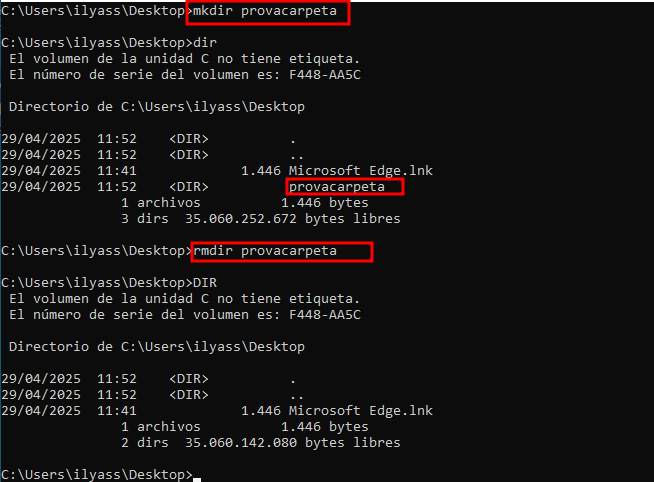 C:\Users\ilyass\Desktop>mkdir provacarpeta
C:\Users\ilyass\Desktop>dir
 El volumen de la unidad C no tiene etiqueta.
 El número de serie del volumen es: F448-AA5C
 Directorio de C:\Users\ilyass\Desktop
29/04/2025  11:52    <DIR>          .
29/04/2025  11:52    <DIR>          ..
29/04/2025  11:41             1.446 Microsoft Edge.lnk
29/04/2025  11:52    <DIR>          provacarpeta
               1 archivos          1.446 bytes
               3 dirs  35.060.252.672 bytes libres
C:\Users\ilyass\Desktop>rmdir provacarpeta
C:\Users\ilyass\Desktop>DIR
 El volumen de la unidad C no tiene etiqueta.
 El número de serie del volumen es: F448-AA5C
 Directorio de C:\Users\ilyass\Desktop
29/04/2025  11:52    <DIR>          .
29/04/2025  11:52    <DIR>          ..
29/04/2025  11:41             1.446 Microsoft Edge.lnk
               1 archivos          1.446 bytes
               2 dirs  35.060.142.080 bytes libres
C:\Users\ilyass\Desktop>